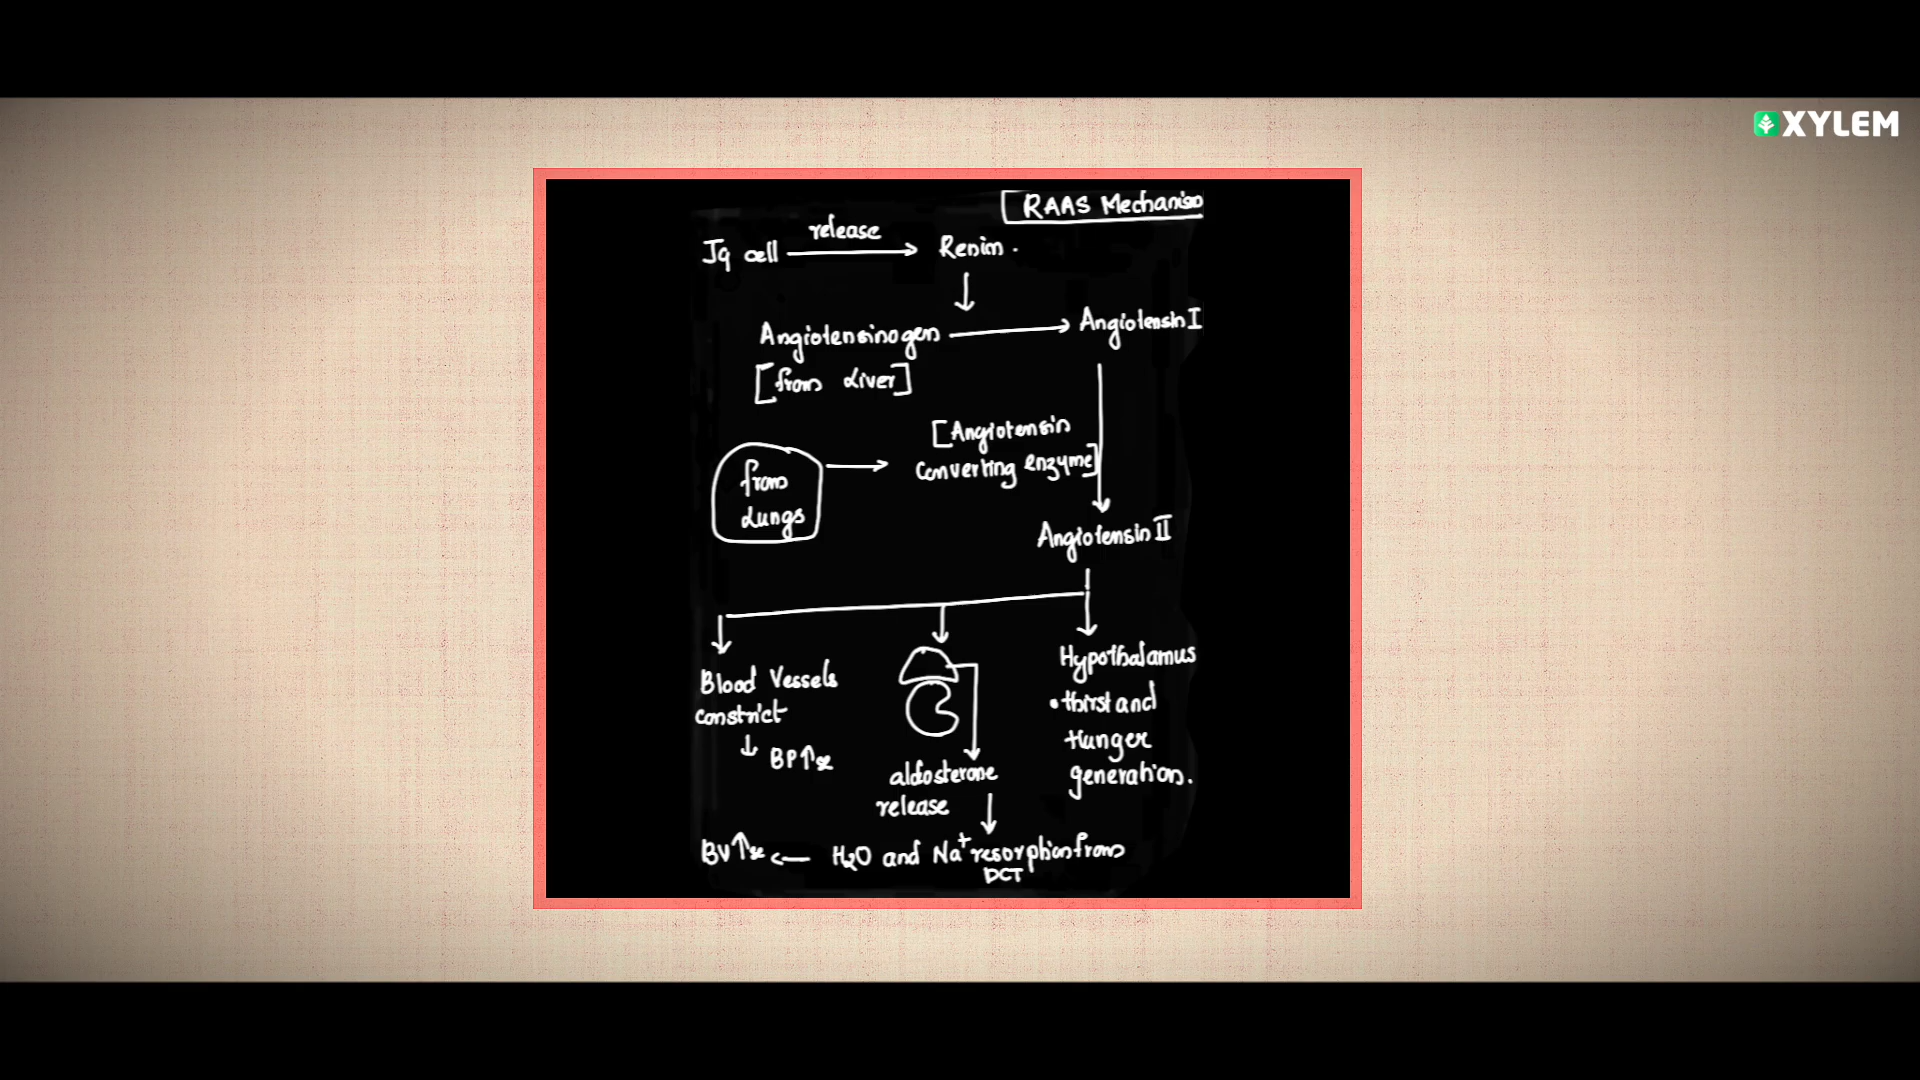 XYLEM
RAAS Mechanism
Jg cell release Renin.
Angiotensinogen Angiotensin I
[from Liver]
[Angiotensin
converting enzyme]
from
Lungs
Angiotensin II
Blood Vessels
constrict
BP↑se
aldosterone
release
Hypothalamus
• thirst and
Hunger
generation.
BV↑se ← H₂O and Na⁺ resorption from
DCT